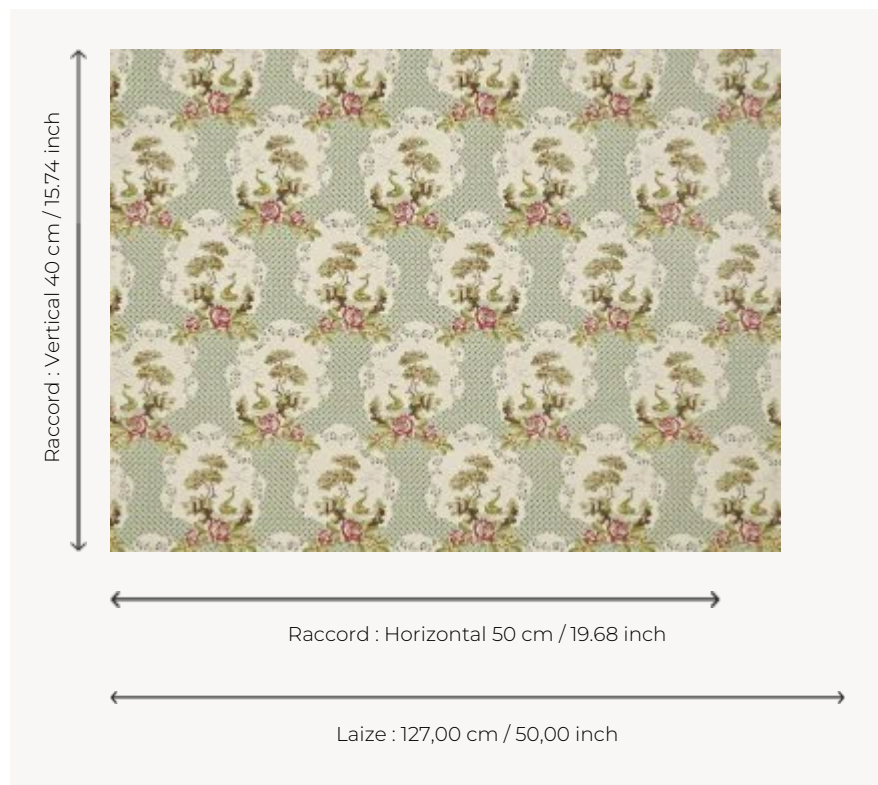 Raccord : Vertical 40 cm / 15.74 inch
Raccord : Horizontal 50 cm / 19.68 inch
Laize : 127,00 cm / 50,00 inch